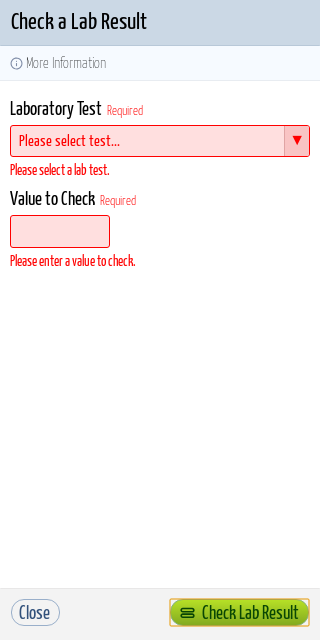 Check a Lab Result
More Information
Laboratory Test Required
Please select test...
Please select a lab test.
Value to Check Required
Please enter a value to check.
Close
Check Lab Result